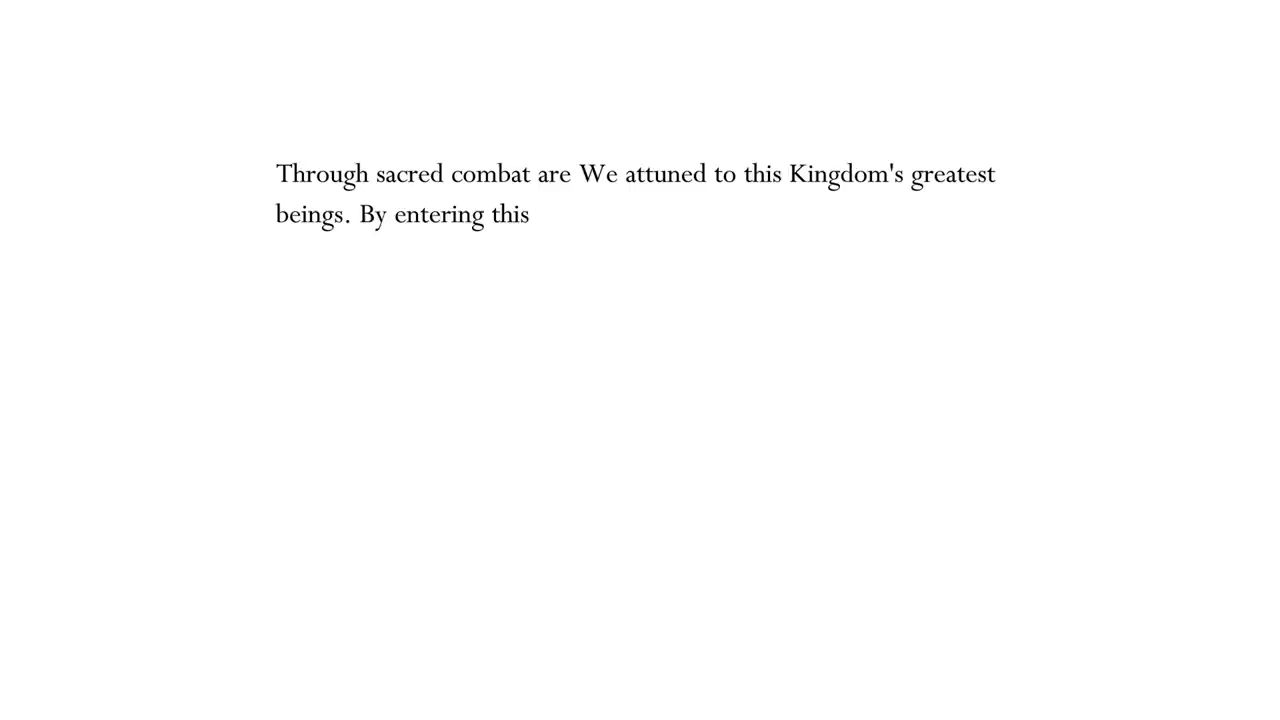 Through sacred combat are We attuned to this Kingdom's greatest
beings. By entering this